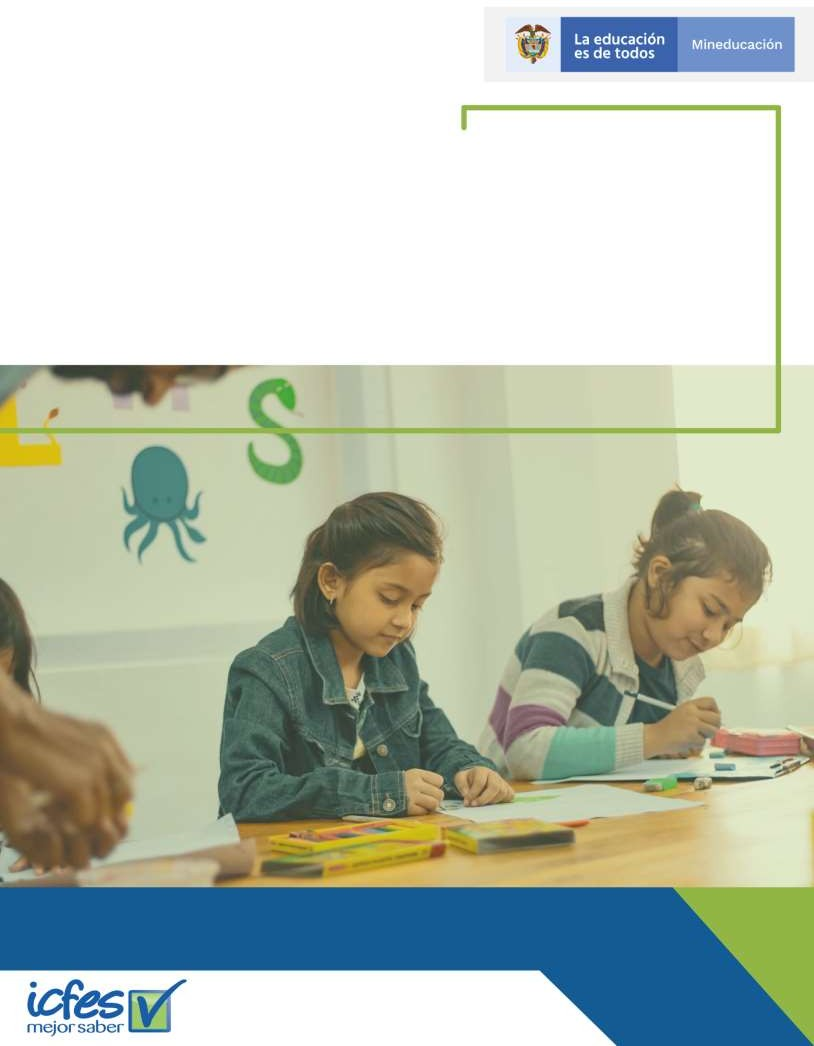 La educación
es de todos
Mineducación
icfes
mejor saber